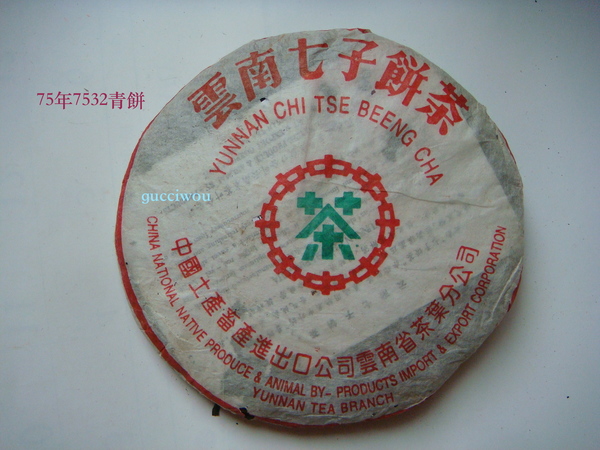 雲南七子餅茶
75年7532青餅
YUNNAN CHI TSE BEENG CHA
gucciwou
茶
中國土產畜產進出口公司雲南省茶葉分公司
CHINA NATIONAL NATIVE PRODUCE & ANIMAL BY- PRODUCTS IMPORT & EXPORT CORPORATION
YUNNAN TEA BRANCH